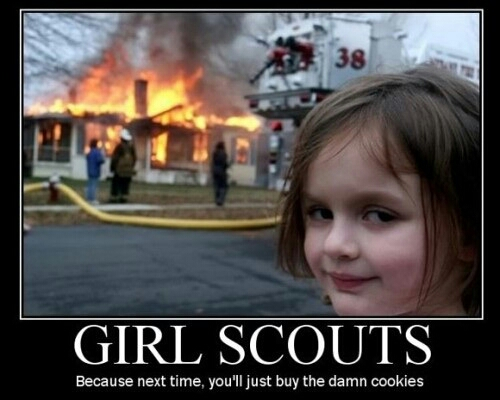 38
GIRL SCOUTS
Because next time, you'll just buy the damn cookies